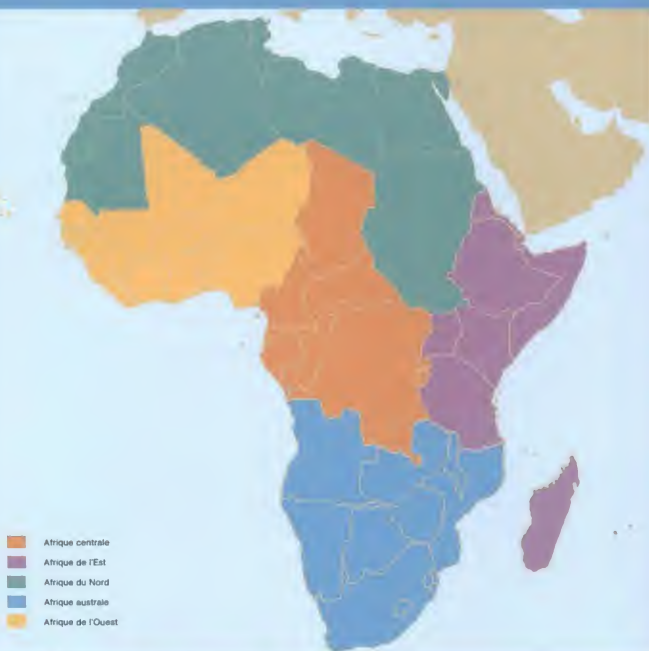 Afrique centrale
Afrique de l'Est
Afrique du Nord
Afrique australe
Afrique de l'Ouest